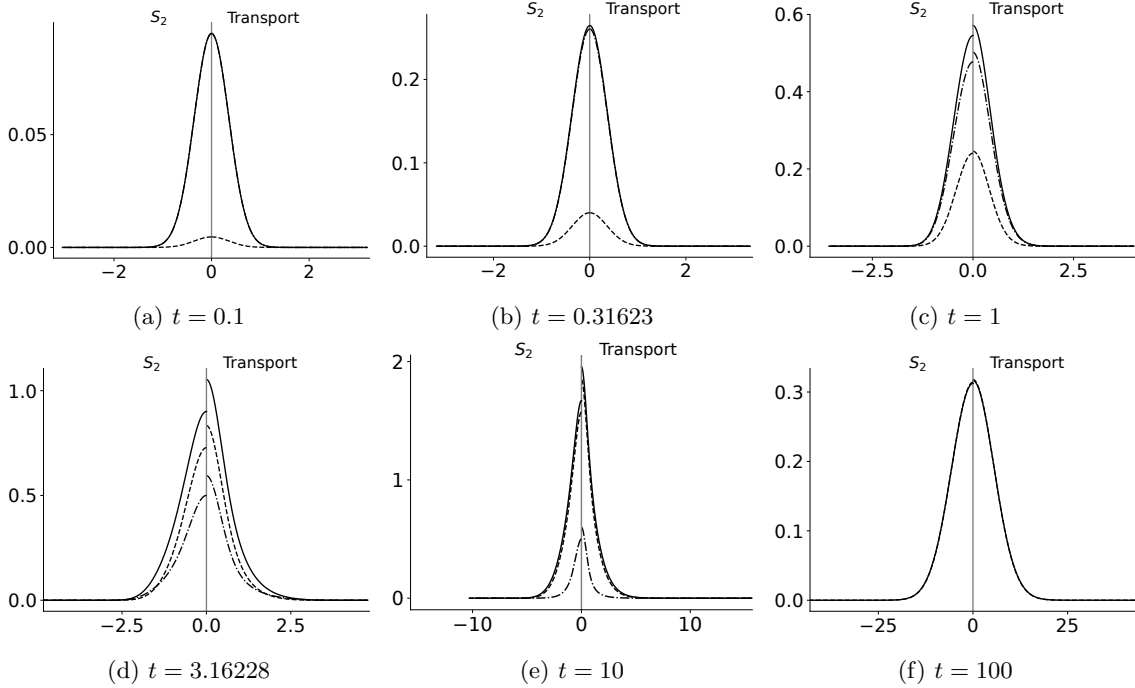 S₂ Transport
0.05
0.00
−2 0 2
(a) t = 0.1
S₂ Transport
0.2
0.1
0.0
−2 0 2
(b) t = 0.31623
S₂ Transport
0.6
0.4
0.2
0.0
−2.5 0.0 2.5
(c) t = 1
S₂ Transport
1.0
0.5
0.0
−2.5 0.0 2.5
(d) t = 3.16228
S₂ Transport
2
1
0
−10 0 10
(e) t = 10
S₂ Transport
0.3
0.2
0.1
0.0
−25 0 25
(f) t = 100